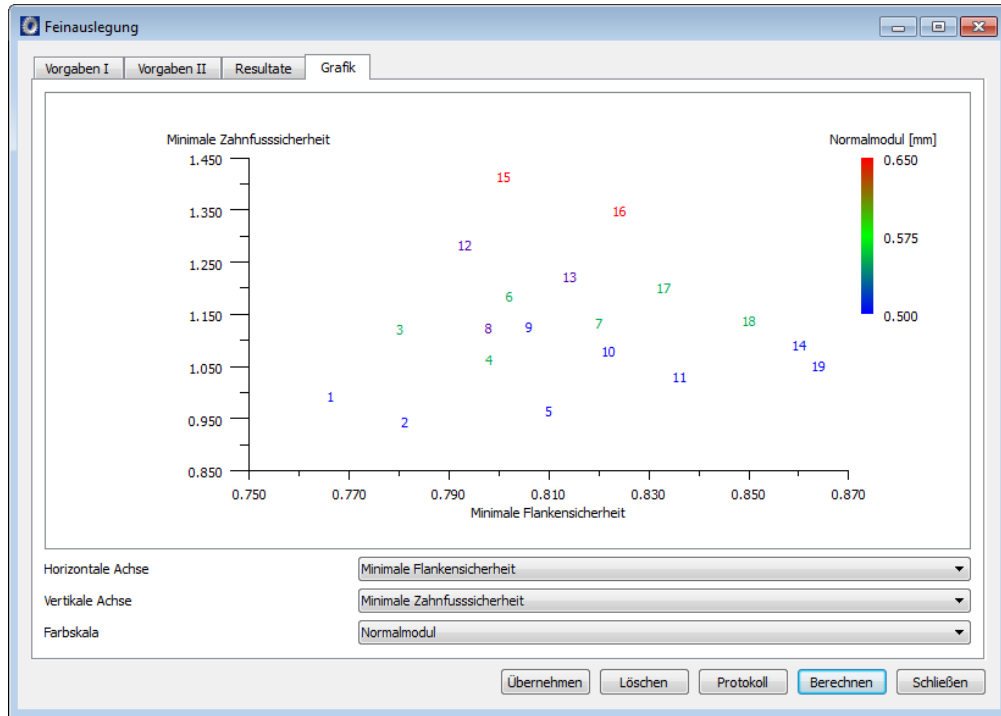 Feinauslegung
Vorgaben I Vorgaben II Resultate Grafik
Minimale Zahnfusssicherheit Normalmodul [mm]
1.450 0.650
15
1.350 16
12
1.250 0.575
13
17
6
1.150 0.500
18
3 8 9 7
14
10
4
1.050 19
11
1
0.950 5
2
0.850
0.750 0.770 0.790 0.810 0.830 0.850 0.870
Minimale Flankensicherheit
Horizontale Achse Minimale Flankensicherheit
Vertikale Achse Minimale Zahnfusssicherheit
Farbskala Normalmodul
Übernehmen Löschen Protokoll Berechnen Schließen